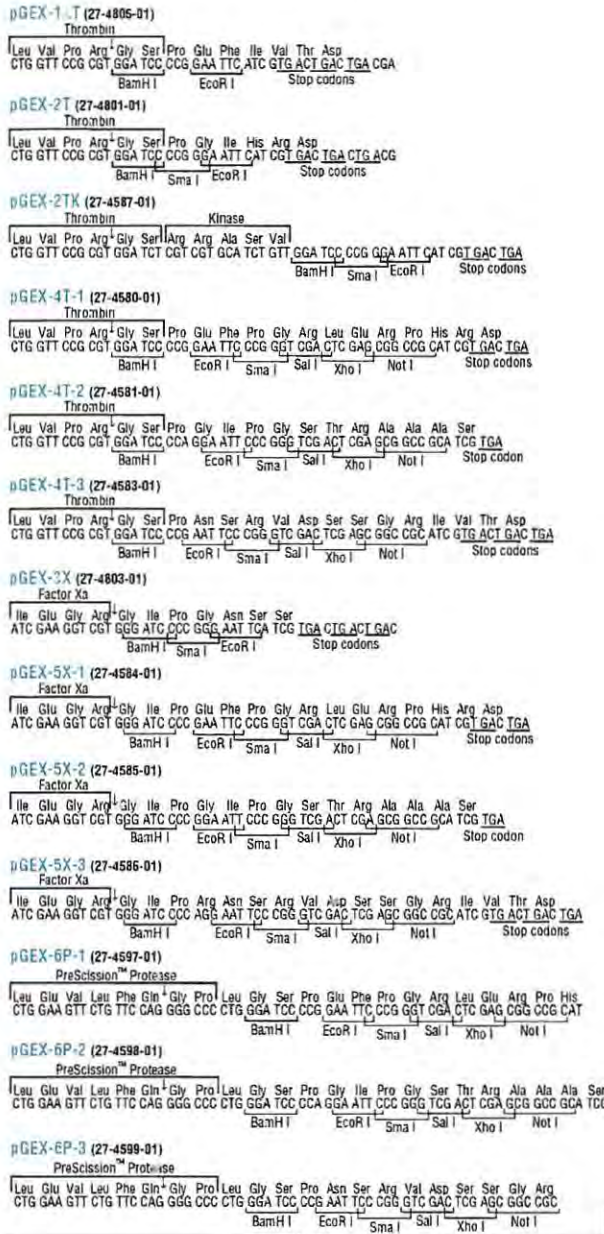 pGEX-1 T (27-4805-01)
Thrombin
Leu Val Pro Arg↓Gly Ser Pro Glu Phe Ile Val Thr Asp
CTG GTT CCG CGT GGA TCC CCG GAA TTC ATC GTGACTGACTGA CGA
BamH I EcoR I Stop codons
pGEX-2T (27-4801-01)
Thrombin
Leu Val Pro Arg↓Gly Ser Pro Gly Ile His Arg Asp
CTG GTT CCG CGT GGA TCC CCG GGA ATT CAT CGTGACTGACTGACG
BamH I Sma I EcoR I Stop codons
pGEX-2TK (27-4587-01)
Thrombin Kinase
Leu Val Pro Arg↓Gly Ser Arg Arg Ala Ser Val
CTG GTT CCG CGT GGA TCT CGT CGT GCA TCT GTT GGA TCC CCG GGA ATT CAT CGTGACTGA
BamH I Sma I EcoR I Stop codons
pGEX-4T-1 (27-4580-01)
Thrombin
Leu Val Pro Arg↓Gly Ser Pro Glu Phe Pro Gly Arg Leu Glu Arg Pro His Arg Asp
CTG GTT CCG CGT GGA TCC CCG GAA TTC CCG GGT CGA CTC GAG CGG CCG CAT CGTGACTGA
BamH I EcoR I Sma I Sal I Xho I Not I Stop codons
pGEX-4T-2 (27-4581-01)
Thrombin
Leu Val Pro Arg↓Gly Ser Pro Gly Ile Pro Gly Ser Thr Arg Ala Ala Ala Ser
CTG GTT CCG CGT GGA TCC CCA GGA ATT CCC GGG TCG ACT CGA GCG GCC GCA TCG TGA
BamH I EcoR I Sma I Sal I Xho I Not I Stop codon
pGEX-4T-3 (27-4583-01)
Thrombin
Leu Val Pro Arg↓Gly Ser Pro Asn Ser Arg Val Asp Ser Ser Gly Arg Ile Val Thr Asp
CTG GTT CCG CGT GGA TCC CCG AAT TCC CGG GTC GAC TCG AGC GGC CGC ATC GTGACTGACTGA
BamH I EcoR I Sma I Sal I Xho I Not I Stop codons
pGEX-3X (27-4803-01)
Factor Xa
Ile Glu Gly Arg↓Gly Ile Pro Gly Asn Ser Ser
ATC GAA GGT CGT GGG ATC CCC GGG AAT TCA TCG TGACTGACTGAC
BamH I Sma I EcoR I Stop codons
pGEX-5X-1 (27-4584-01)
Factor Xa
Ile Glu Gly Arg↓Gly Ile Pro Glu Phe Pro Gly Arg Leu Glu Arg Pro His Arg Asp
ATC GAA GGT CGT GGG ATC CCC GAA TTC CCG GGT CGA CTC GAG CGG CCG CAT CGTGACTGA
BamH I EcoR I Sma I Sal I Xho I Not I Stop codons
pGEX-5X-2 (27-4585-01)
Factor Xa
Ile Glu Gly Arg↓Gly Ile Pro Gly Ile Pro Gly Ser Thr Arg Ala Ala Ala Ser
ATC GAA GGT CGT GGG ATC CCC GGA ATT CCC GGG TCG ACT CGA GCG GCC GCA TCG TGA
BamH I EcoR I Sma I Sal I Xho I Not I Stop codon
pGEX-5X-3 (27-4586-01)
Factor Xa
Ile Glu Gly Arg↓Gly Ile Pro Arg Asn Ser Arg Val Asp Ser Ser Gly Arg Ile Val Thr Asp
ATC GAA GGT CGT GGG ATC CCC AGG AAT TCC CGG GTC GAC TCG AGC GGC CGC ATC GTGACTGACTGA
BamH I EcoR I Sma I Sal I Xho I Not I Stop codons
pGEX-6P-1 (27-4597-01)
PreScission™ Protease
Leu Glu Val Leu Phe Gln↓Gly Pro Leu Gly Ser Pro Glu Phe Pro Gly Arg Leu Glu Arg Pro His
CTG GAA GTT CTG TTC CAG GGG CCC CTG GGA TCC CCG GAA TTC CCG GGT CGA CTC GAG CGG CCG CAT
BamH I EcoR I Sma I Sal I Xho I Not I
pGEX-6P-2 (27-4598-01)
PreScission™ Protease
Leu Glu Val Leu Phe Gln↓Gly Pro Leu Gly Ser Pro Gly Ile Pro Gly Ser Thr Arg Ala Ala Ala Ser
CTG GAA GTT CTG TTC CAG GGG CCC CTG GGA TCC CCA GGA ATT CCC GGG TCG ACT CGA GCG GCC GCA TCG
BamH I EcoR I Sma I Sal I Xho I Not I
pGEX-6P-3 (27-4599-01)
PreScission™ Protease
Leu Glu Val Leu Phe Gln↓Gly Pro Leu Gly Ser Pro Asn Ser Arg Val Asp Ser Ser Gly Arg
CTG GAA GTT CTG TTC CAG GGG CCC CTG GGA TCC CCG AAT TCC CGG GTC GAC TCG AGC GGC CGC
BamH I EcoR I Sma I Sal I Xho I Not I